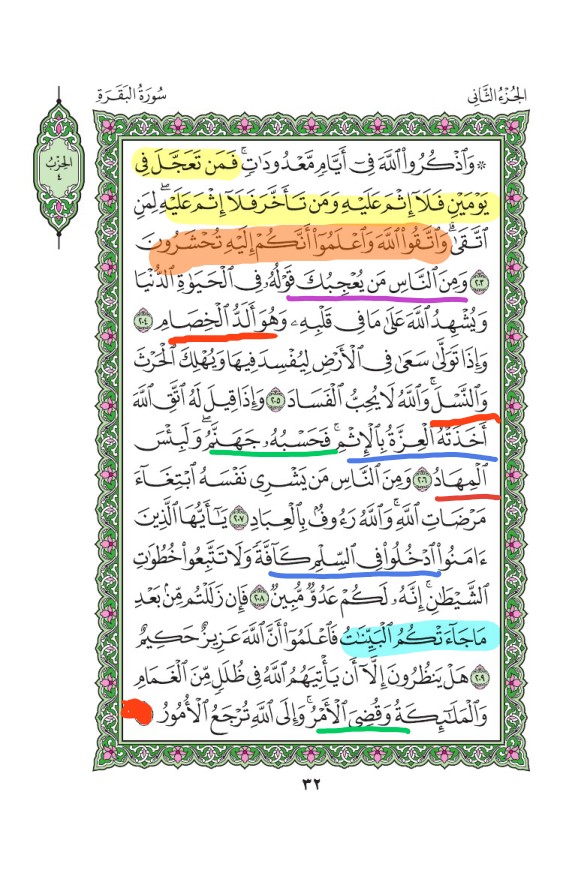 الجُزْءُ الثَّانِي
سُورَةُ البَقَرَةِ
الحِزْبُ
٤
۞ وَٱذْكُرُوا۟ ٱللَّهَ فِىٓ أَيَّامٍ مَّعْدُودَٰتٍ ۚ فَمَن تَعَجَّلَ فِى
يَوْمَيْنِ فَلَآ إِثْمَ عَلَيْهِ وَمَن تَأَخَّرَ فَلَآ إِثْمَ عَلَيْهِ ۚ لِمَنِ
ٱتَّقَىٰ ۗ وَٱتَّقُوا۟ ٱللَّهَ وَٱعْلَمُوٓا۟ أَنَّكُمْ إِلَيْهِ تُحْشَرُونَ
٢٠٣ وَمِنَ ٱلنَّاسِ مَن يُعْجِبُكَ قَوْلُهُۥ فِى ٱلْحَيَوٰةِ ٱلدُّنْيَا
وَيُشْهِدُ ٱللَّهَ عَلَىٰ مَا فِى قَلْبِهِۦ وَهُوَ أَلَدُّ ٱلْخِصَامِ ٢٠٤
وَإِذَا تَوَلَّىٰ سَعَىٰ فِى ٱلْأَرْضِ لِيُفْسِدَ فِيهَا وَيُهْلِكَ ٱلْحَرْثَ
وَٱلنَّسْلَ ۗ وَٱللَّهُ لَا يُحِبُّ ٱلْفَسَادَ ٢٠٥ وَإِذَا قِيلَ لَهُ ٱتَّقِ ٱللَّهَ
أَخَذَتْهُ ٱلْعِزَّةُ بِٱلْإِثْمِ ۚ فَحَسْبُهُۥ جَهَنَّمُ ۚ وَلَبِئْسَ
ٱلْمِهَادُ ٢٠٦ وَمِنَ ٱلنَّاسِ مَن يَشْرِى نَفْسَهُ ٱبْتِغَآءَ
مَرْضَاتِ ٱللَّهِ ۗ وَٱللَّهُ رَءُوفٌۢ بِٱلْعِبَادِ ٢٠٧ يَٰٓأَيُّهَا ٱلَّذِينَ
ءَامَنُوا۟ ٱدْخُلُوا۟ فِى ٱلسِّلْمِ كَآفَّةً وَلَا تَتَّبِعُوا۟ خُطُوَٰتِ
ٱلشَّيْطَٰنِ ۚ إِنَّهُۥ لَكُمْ عَدُوٌّ مُّبِينٌ ٢٠٨ فَإِن زَلَلْتُم مِّنۢ بَعْدِ
مَا جَآءَتْكُمُ ٱلْبَيِّنَٰتُ فَٱعْلَمُوٓا۟ أَنَّ ٱللَّهَ عَزِيزٌ حَكِيمٌ
٢٠٩ هَلْ يَنظُرُونَ إِلَّآ أَن يَأْتِيَهُمُ ٱللَّهُ فِى ظُلَلٍ مِّنَ ٱلْغَمَامِ
وَٱلْمَلَٰٓئِكَةُ وَقُضِىَ ٱلْأَمْرُ ۚ وَإِلَى ٱللَّهِ تُرْجَعُ ٱلْأُمُورُ
٣٢